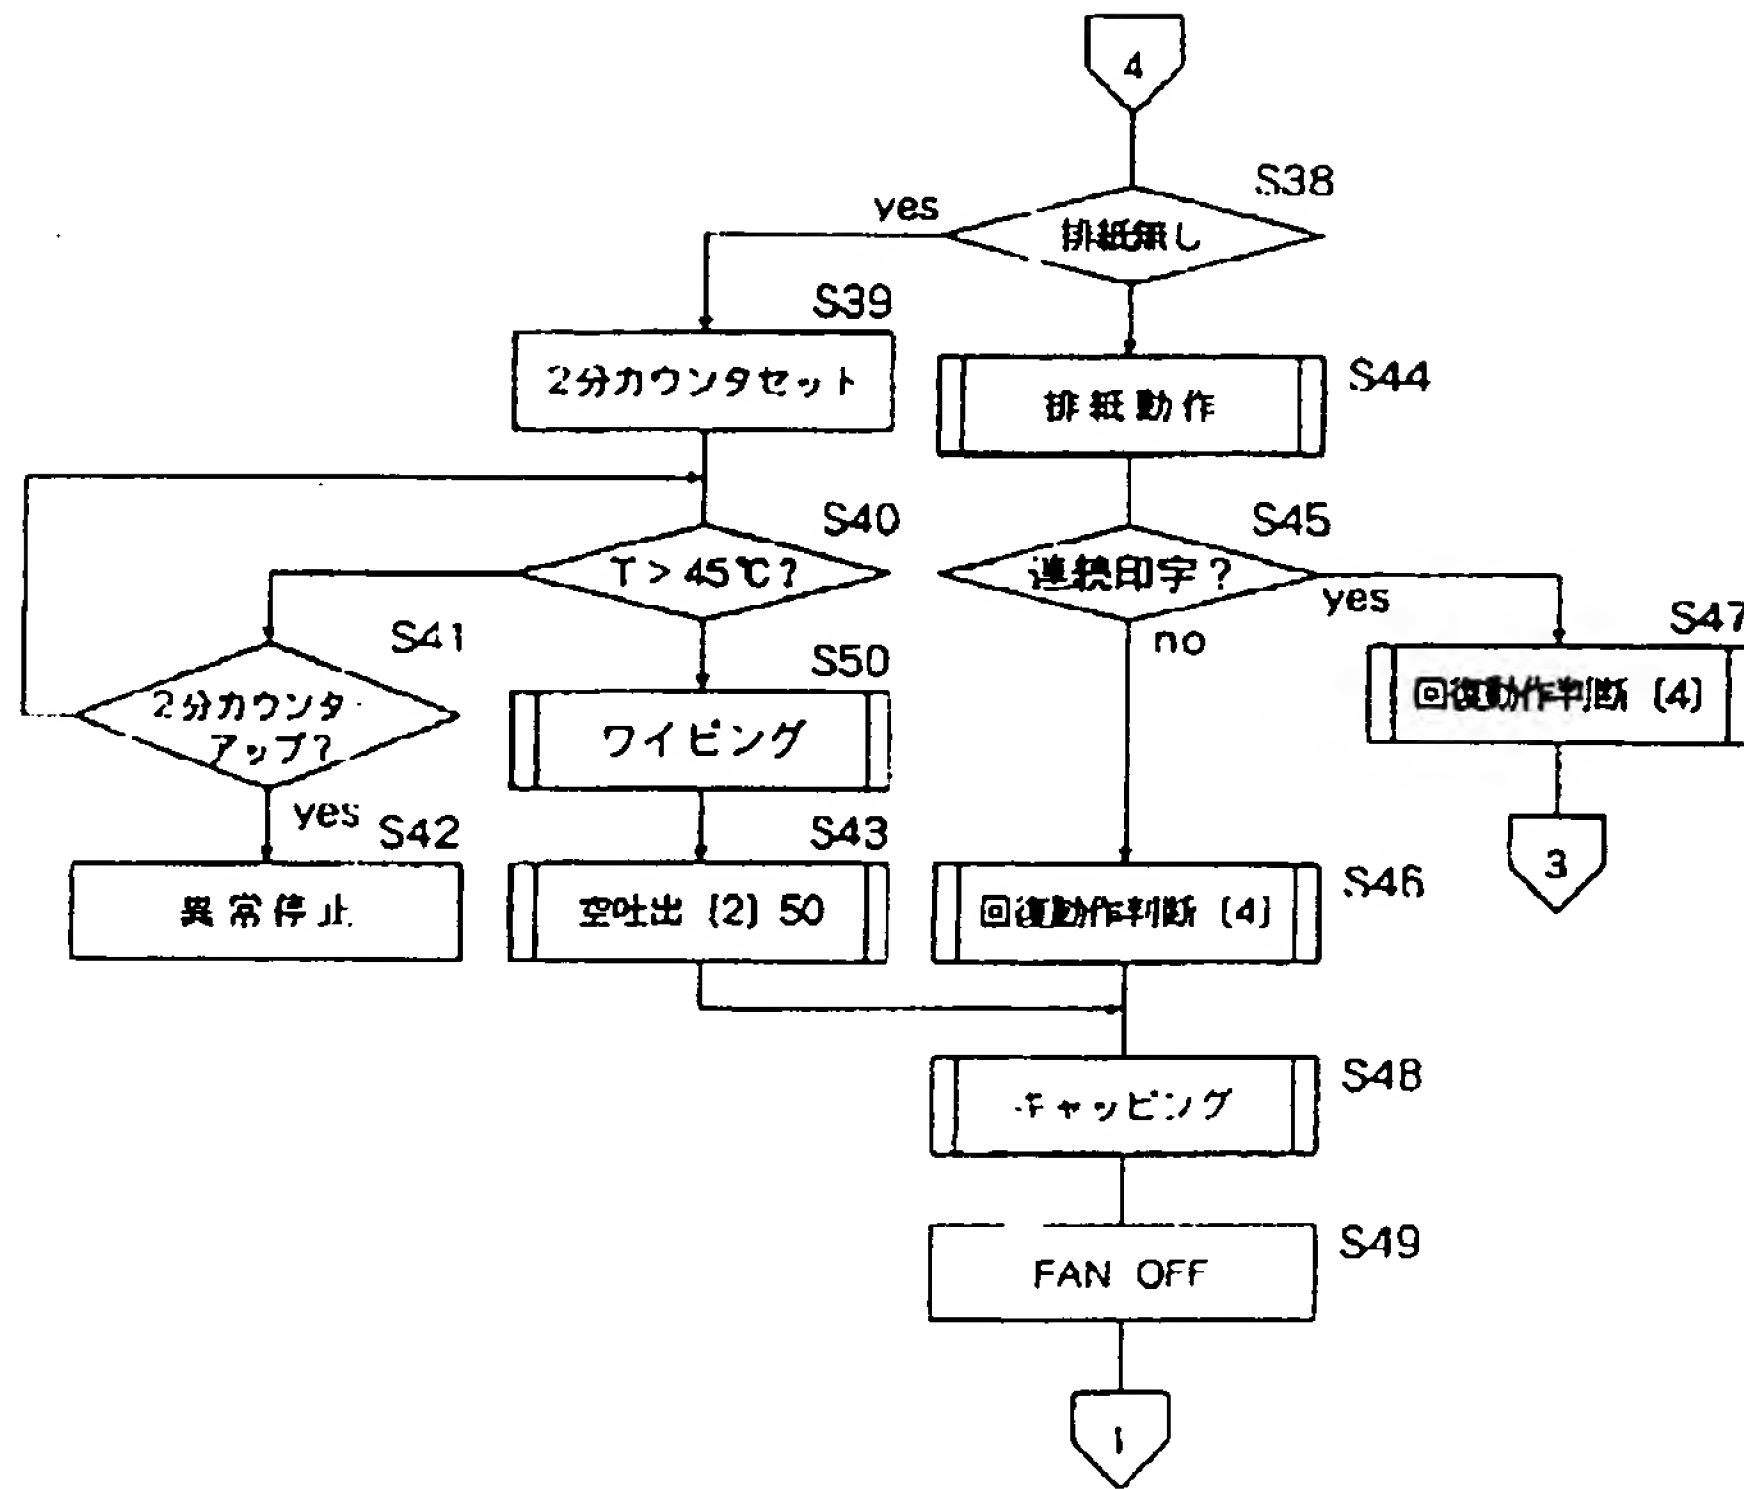 4
S38
yes
排紙無し
S39
2分カウンタセット
S44
排紙動作
S40
T > 45℃?
S45
連続印字?
yes
no
S41
2分カウンタ
アップ?
yes
S50
ワイピング
S47
回復動作判断 (4)
3
S42
異常停止
S43
空吐出 (2) 50
S46
回復動作判断 (4)
S48
キャッピング
S49
FAN OFF
1